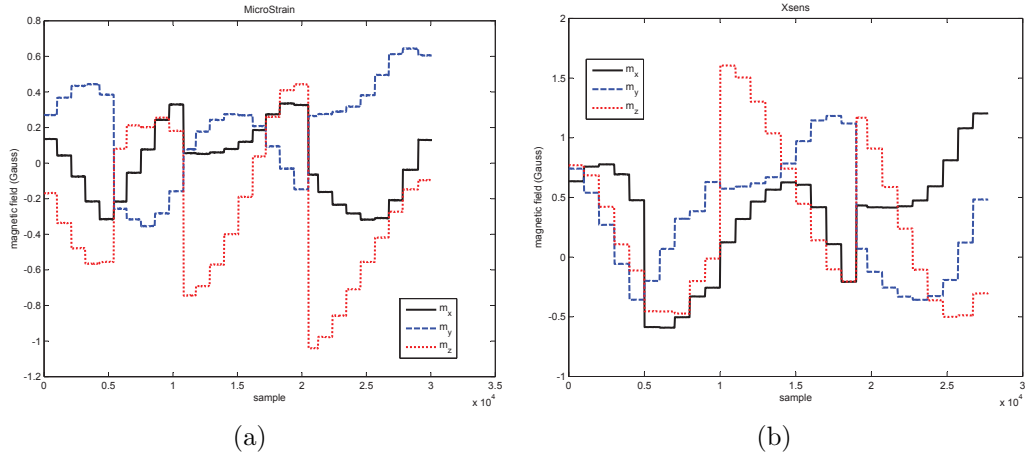 MicroStrain
0.8
0.6
0.4
0.2
0
-0.2
-0.4
-0.6
-0.8
-1
-1.2
magnetic field (Gauss)
m_x
m_y
m_z
0 0.5 1 1.5 2 2.5 3 3.5
sample
x 10^4
(a)
Xsens
2
1.5
1
0.5
0
-0.5
-1
magnetic field (Gauss)
m_x
m_y
m_z
0 0.5 1 1.5 2 2.5 3
sample
x 10^4
(b)